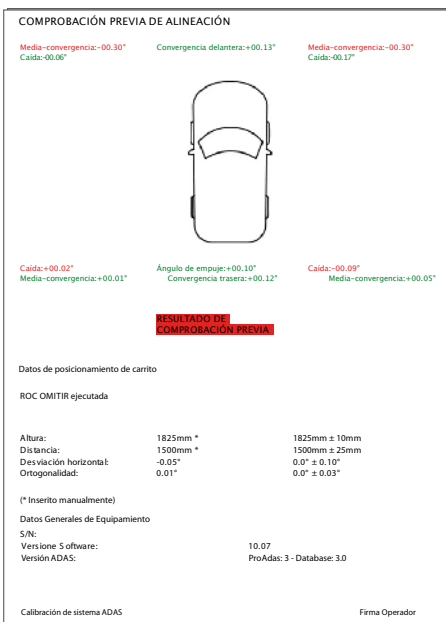 COMPROBACIÓN PREVIA DE ALINEACIÓN
Media-convergencia:-00.30° Convergencia delantera:+00.13° Media-convergencia:-00.30°
Caída:-00.06° Caída:-00.17°
Caída:+00.02° Ángulo de empuje:+00.10° Caída:-00.09°
Media-convergencia:+00.01° Convergencia trasera:+00.12° Media-convergencia:+00.05°
RESULTADO DE
COMPROBACIÓN PREVIA
Datos de posicionamiento de carrito
ROC OMITIR ejecutada
Altura: 1825mm * 1825mm ± 10mm
Distancia: 1500mm * 1500mm ± 25mm
Desviación horizontal: -0.05° 0.0° ± 0.10°
Ortogonalidad: 0.01° 0.0° ± 0.03°
(* Inserito manualmente)
Datos Generales de Equipamiento
S/N:
Versione S oftware: 10.07
Versión ADAS: ProAdas: 3 - Database: 3.0
Calibración de sistema ADAS Firma Operador